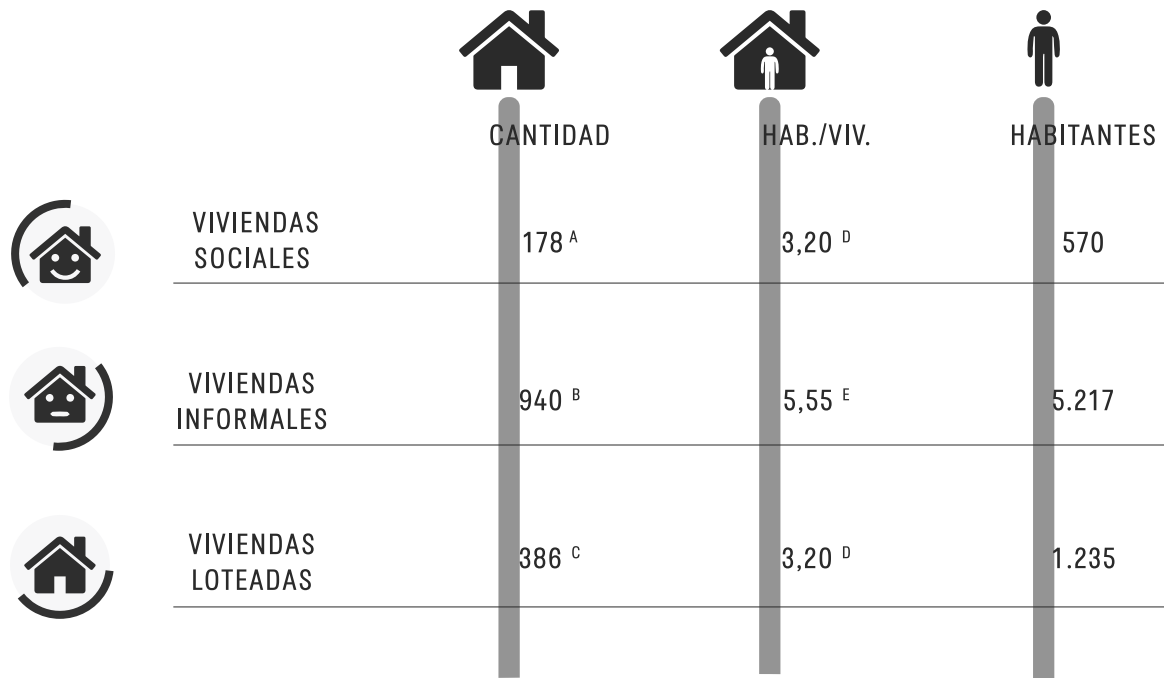 CANTIDAD HAB./VIV. HABITANTES
VIVIENDAS
SOCIALES
178 A 3,20 D 570
VIVIENDAS
INFORMALES
940 B 5,55 E 5.217
VIVIENDAS
LOTEADAS
386 C 3,20 D 1.235